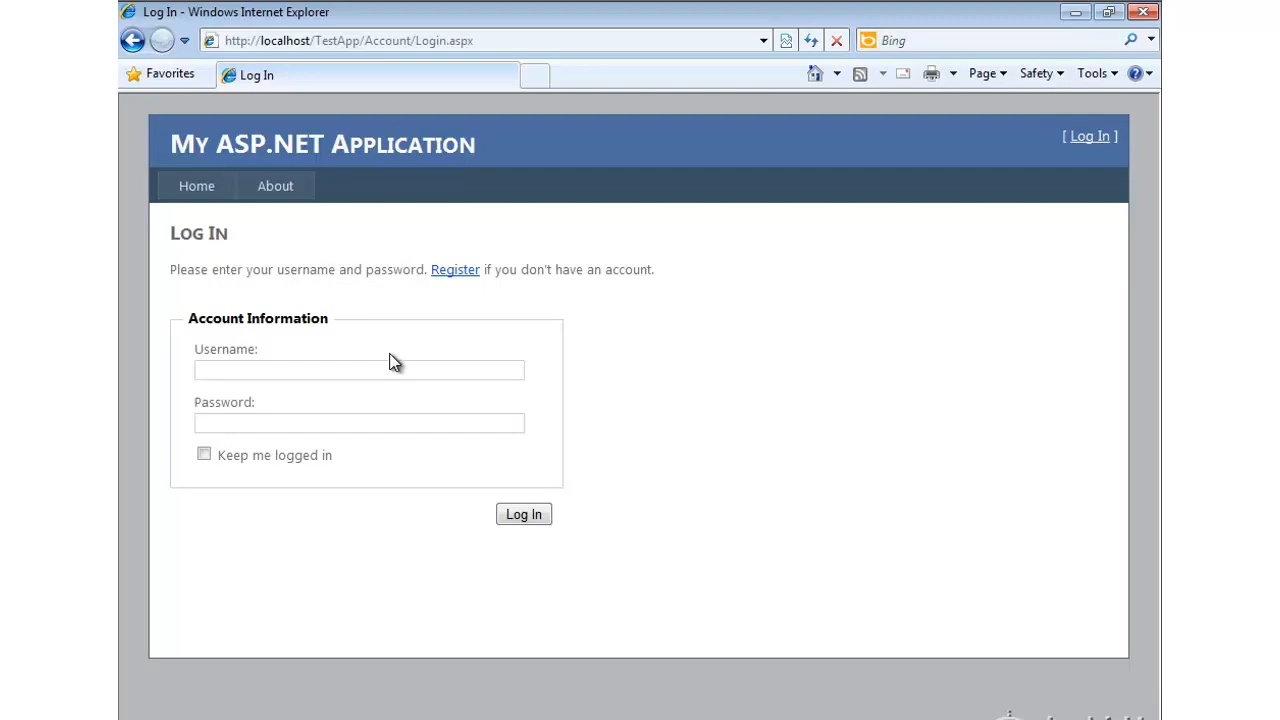 Log In - Windows Internet Explorer
http://localhost/TestApp/Account/Login.aspx
Bing
Favorites
Log In
Page
Safety
Tools
My ASP.NET Application
[ Log In ]
Home
About
Log In
Please enter your username and password. Register if you don't have an account.
Account Information
Username:
Password:
Keep me logged in
Log In